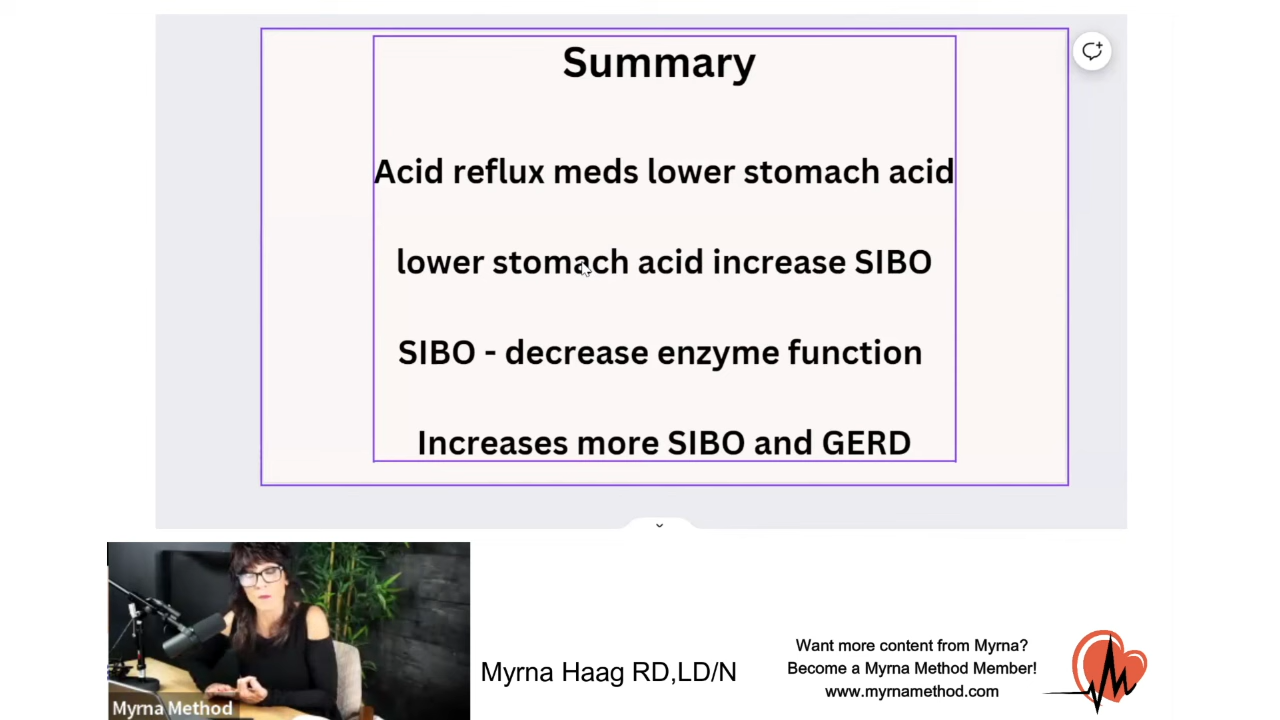 Summary
Acid reflux meds lower stomach acid
lower stomach acid increase SIBO
SIBO - decrease enzyme function
Increases more SIBO and GERD
Myrna Method
Myrna Haag RD,LD/N
Want more content from Myrna?
Become a Myrna Method Member!
www.myrnamethod.com